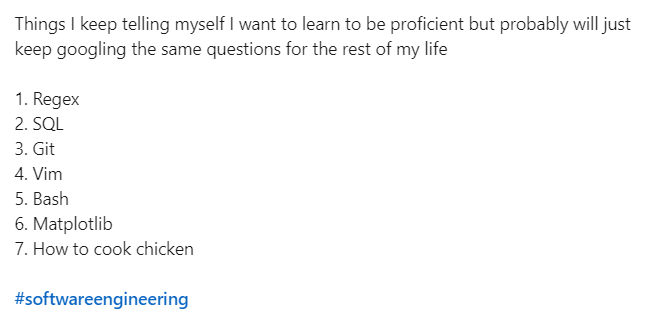 Things I keep telling myself I want to learn to be proficient but probably will just
keep googling the same questions for the rest of my life
1. Regex
2. SQL
3. Git
4. Vim
5. Bash
6. Matplotlib
7. How to cook chicken
#softwareengineering